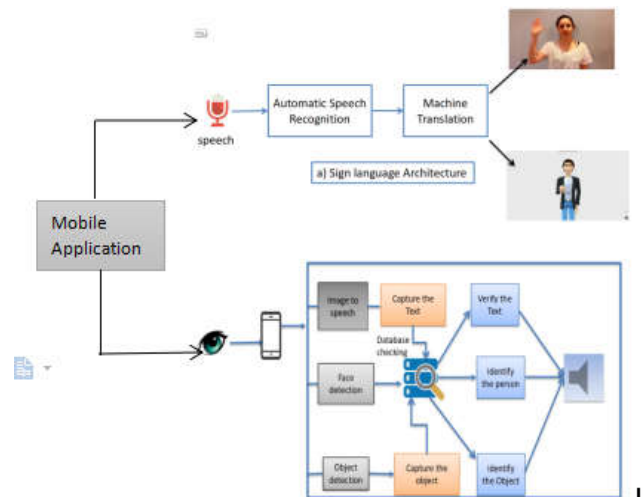 speech
Automatic Speech
Recognition
Machine
Translation
a) Sign language Architecture
Mobile
Application
Image to
speech
Capture the
Text
Verify the
Text
Database
checking
Face
detection
Identify
the person
Object
detection
Capture the
object
Identify
the Object